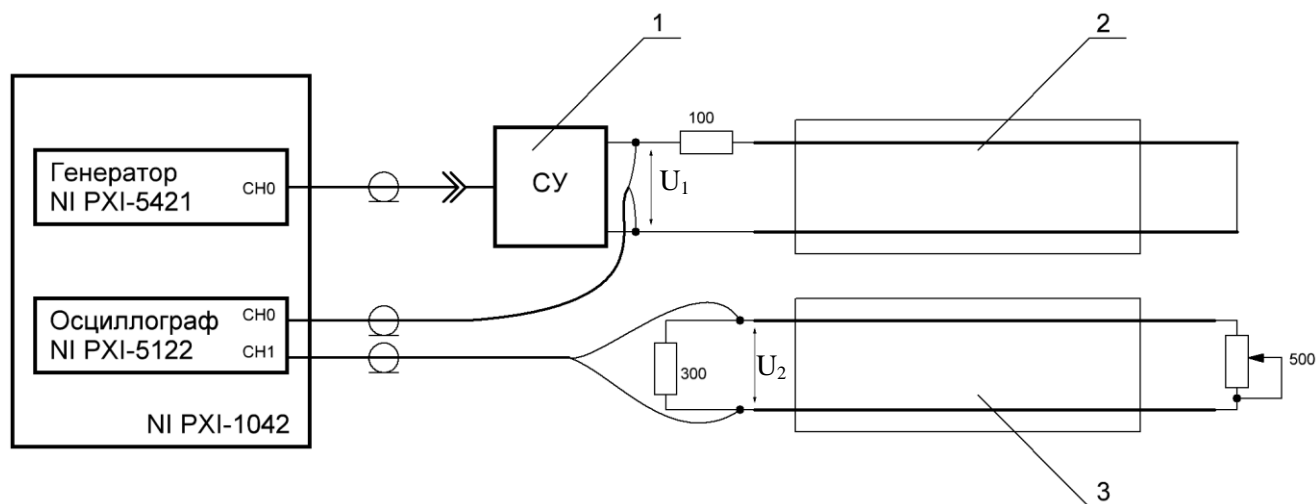 1
2
100
Генератор
NI PXI-5421
CH0
СУ
U1
Осциллограф
NI PXI-5122
CH0
CH1
300
U2
500
NI PXI-1042
3